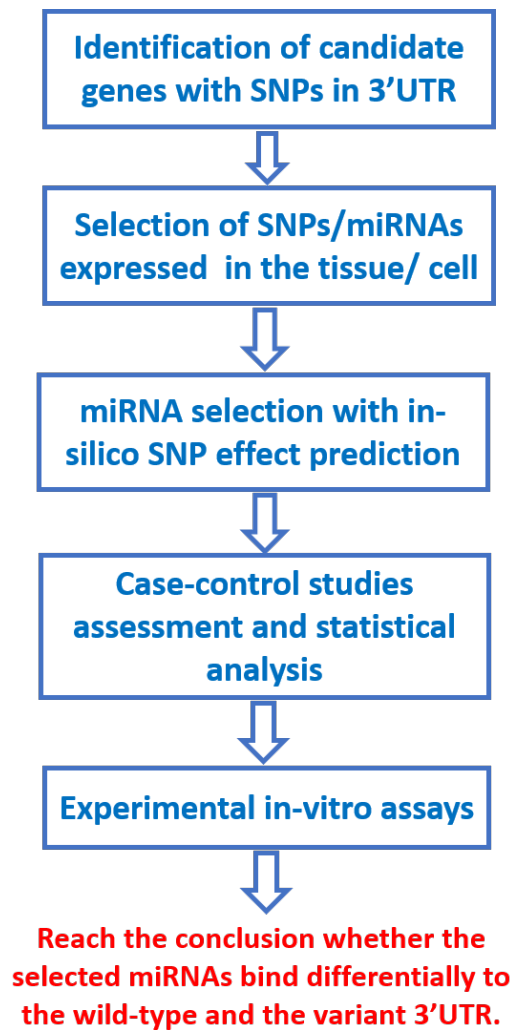 Identification of candidate
genes with SNPs in 3’UTR
Selection of SNPs/miRNAs
expressed in the tissue/ cell
miRNA selection with in-
silico SNP effect prediction
Case-control studies
assessment and statistical
analysis
Experimental in-vitro assays
Reach the conclusion whether the
selected miRNAs bind differentially to
the wild-type and the variant 3’UTR.